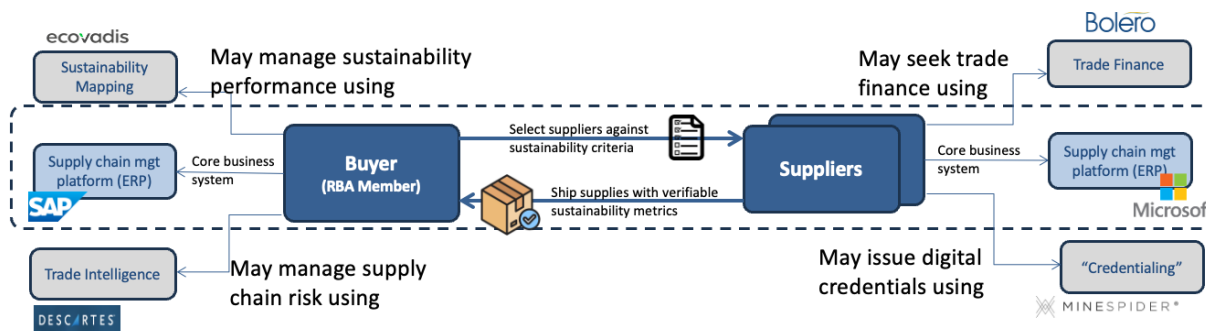 ecovadis
Sustainability
Mapping
May manage sustainability
performance using
May seek trade
finance using
Bolero
Trade Finance
Supply chain mgt
platform (ERP)
SAP
Core business
system
Buyer
(RBA Member)
Select suppliers against
sustainability criteria
Ship supplies with verifiable
sustainability metrics
Suppliers
Core business
system
Supply chain mgt
platform (ERP)
Microsof
Trade Intelligence
DESCARTES
May manage supply
chain risk using
May issue digital
credentials using
“Credentialing”
MINESPIDER®